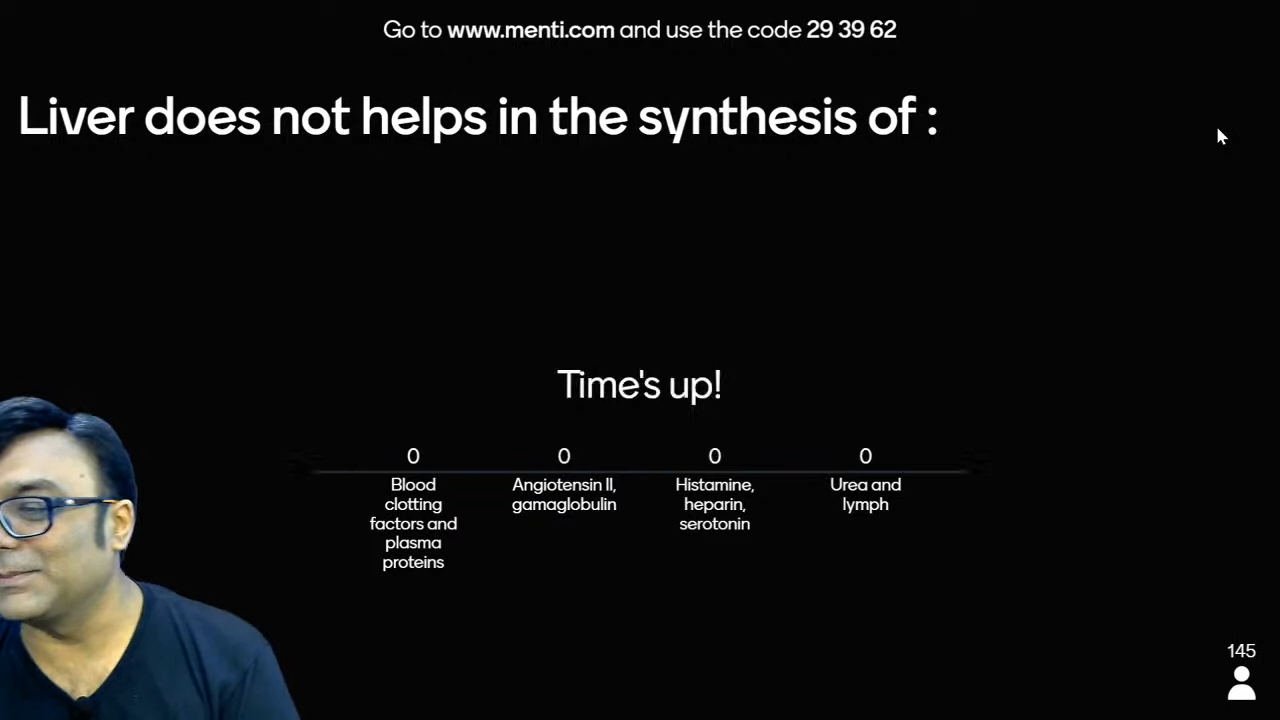 Go to www.menti.com and use the code 29 39 62
Liver does not helps in the synthesis of :
Time's up!
0
0
0
0
Blood
clotting
factors and
plasma
proteins
Angiotensin II,
gamaglobulin
Histamine,
heparin,
serotonin
Urea and
lymph
145